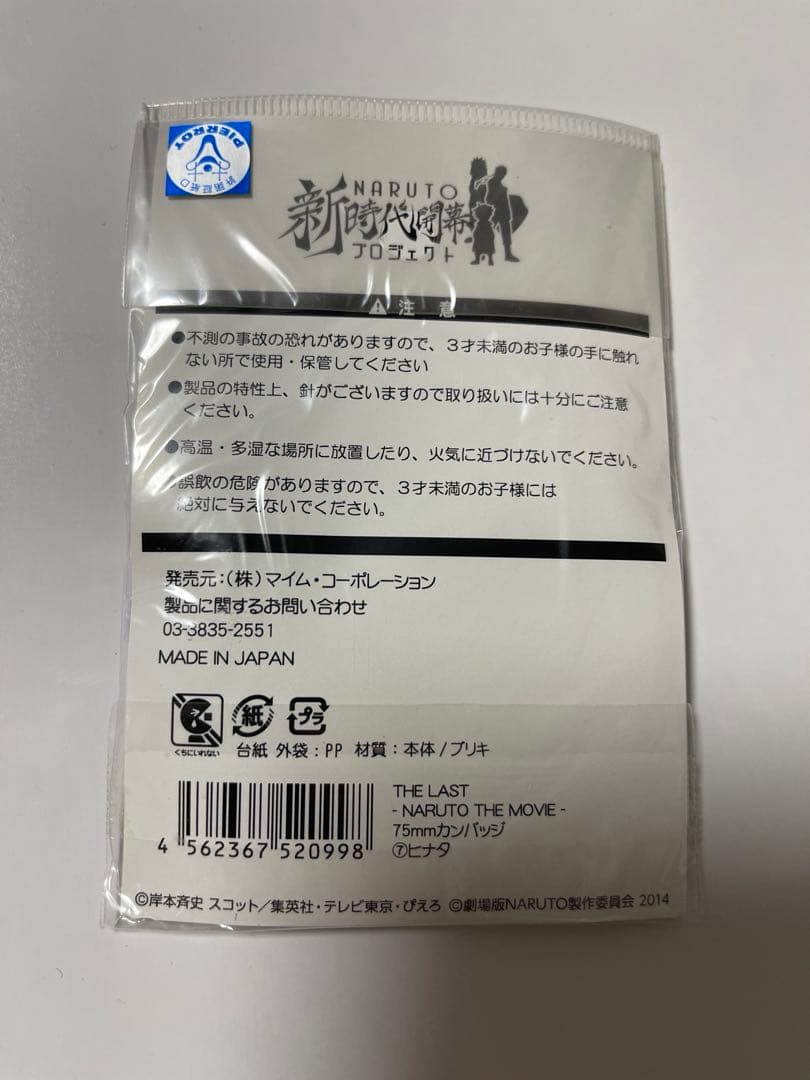 PIERROT
版権許諾証
NARUTO
新時代開幕
プロジェクト
注 意
●不測の事故の恐れがありますので、3才未満のお子様の手に触れ
ない所で使用・保管してください
●製品の特性上、針がございますので取り扱いには十分にご注意
ください。
●高温・多湿な場所に放置したり、火気に近づけないでください。
●誤飲の危険がありますので、3才未満のお子様には
絶対に与えないでください。
発売元:(株)マイム・コーポレーション
製品に関するお問い合わせ
03-3835-2551
MADE IN JAPAN
くちにいれない
紙
プラ
台紙 外袋:PP 材質:本体/ブリキ
4 562367 520998
THE LAST
- NARUTO THE MOVIE -
75mmカンバッジ
⑦ヒナタ
©岸本斉史 スコット/集英社・テレビ東京・ぴえろ ©劇場版NARUTO製作委員会 2014